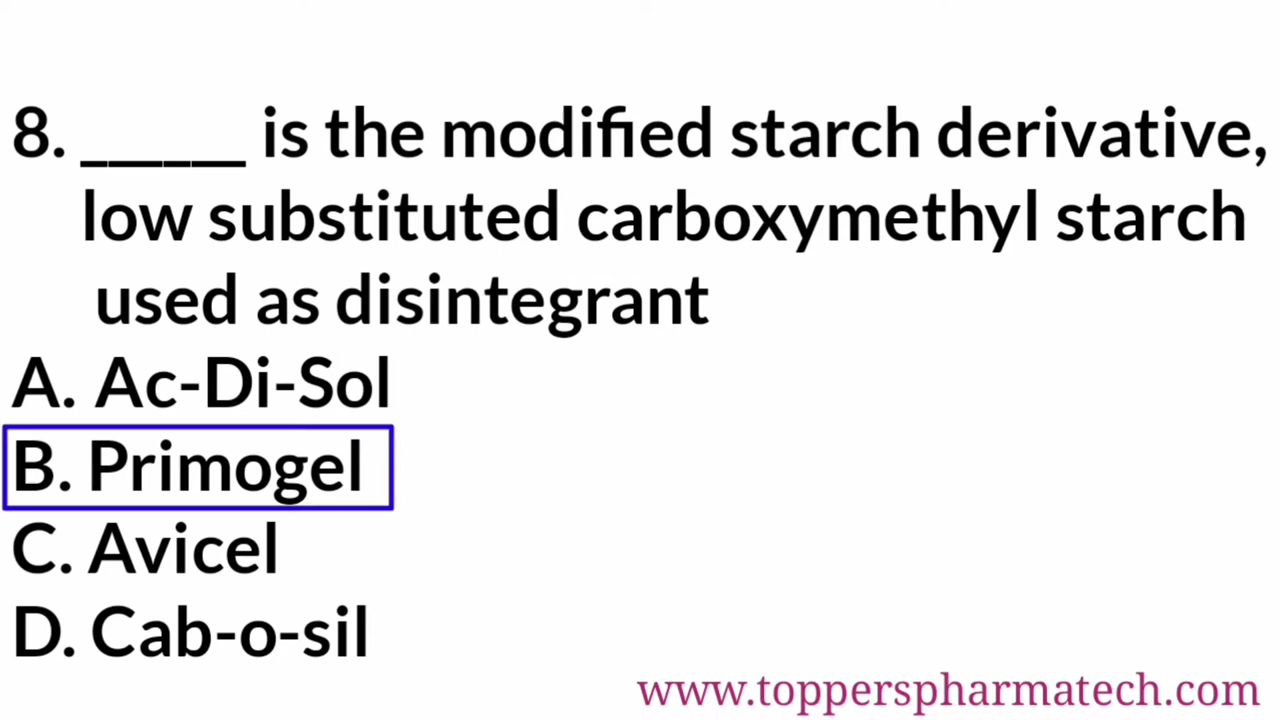 8. ______ is the modified starch derivative,
low substituted carboxymethyl starch
used as disintegrant
A. Ac-Di-Sol
B. Primogel
C. Avicel
D. Cab-o-sil
www.topperspharmatech.com